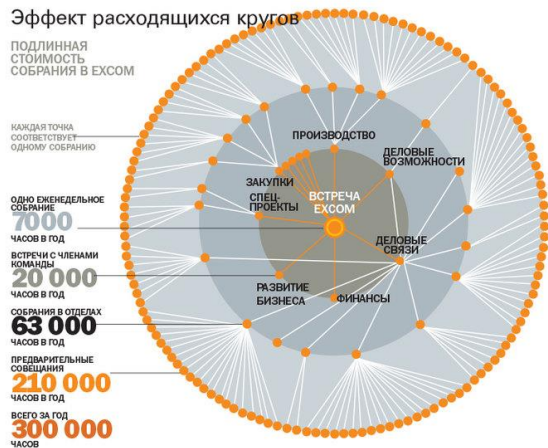 Эффект расходящихся кругов
ПОДЛИННАЯ
СТОИМОСТЬ
СОБРАНИЯ В EXCOM
КАЖДАЯ ТОЧКА
СООТВЕТСТВУЕТ
ОДНОМУ СОБРАНИЮ
ПРОИЗВОДСТВО
ДЕЛОВЫЕ
ВОЗМОЖНОСТИ
ЗАКУПКИ
СПЕЦ-
ПРОЕКТЫ
ВСТРЕЧА
EXCOM
ДЕЛОВЫЕ
СВЯЗИ
РАЗВИТИЕ
БИЗНЕСА
ФИНАНСЫ
ОДНО ЕЖЕНЕДЕЛЬНОЕ
СОБРАНИЕ
7000
ЧАСОВ В ГОД
ВСТРЕЧИ С ЧЛЕНАМИ
КОМАНДЫ
20 000
ЧАСОВ В ГОД
СОБРАНИЯ В ОТДЕЛАХ
63 000
ЧАСОВ В ГОД
ПРЕДВАРИТЕЛЬНЫЕ
СОВЕЩАНИЯ
210 000
ЧАСОВ В ГОД
ВСЕГО ЗА ГОД
300 000
ЧАСОВ